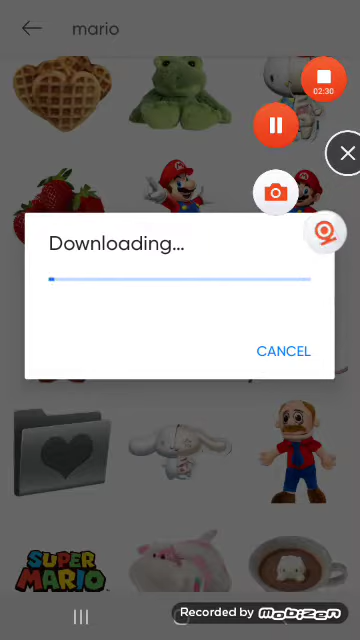 mario
02:30
Downloading...
CANCEL
SUPER
MARIO
Recorded by mobizen